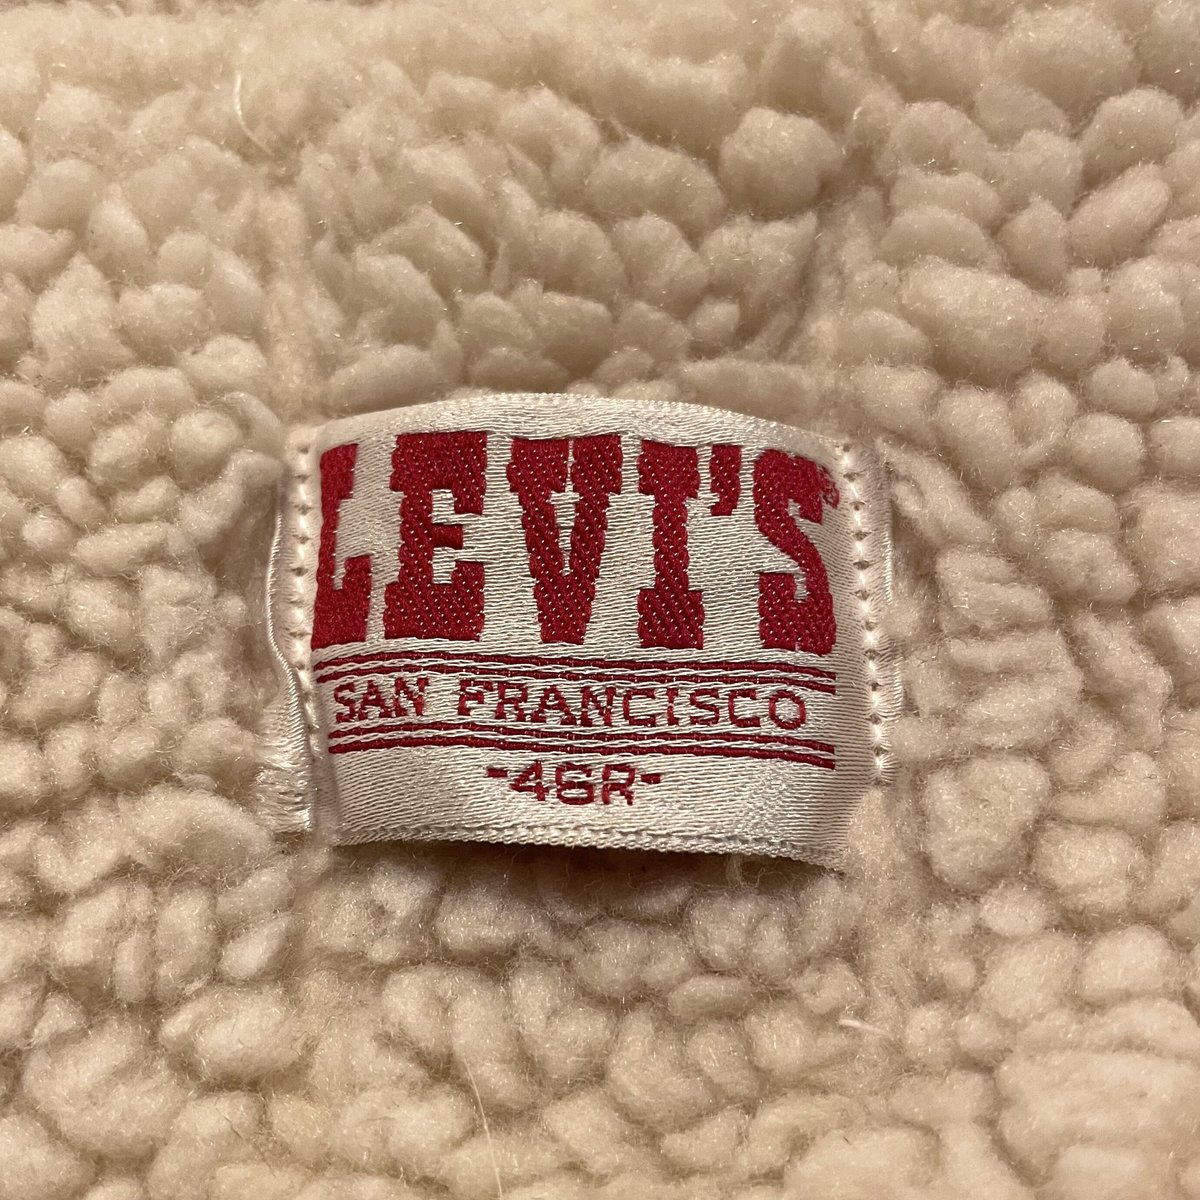 LEVI'S®
SAN FRANCISCO
-46R-